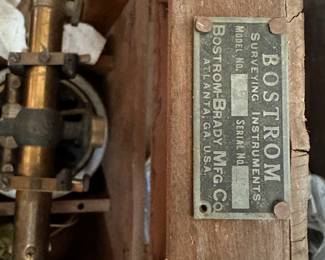 BOSTROM
SURVEYING INSTRUMENTS
MODEL NO.
SERIAL NO.
BOSTROM-BRADY MFG. CO.
ATLANTA, GA. U.S.A.